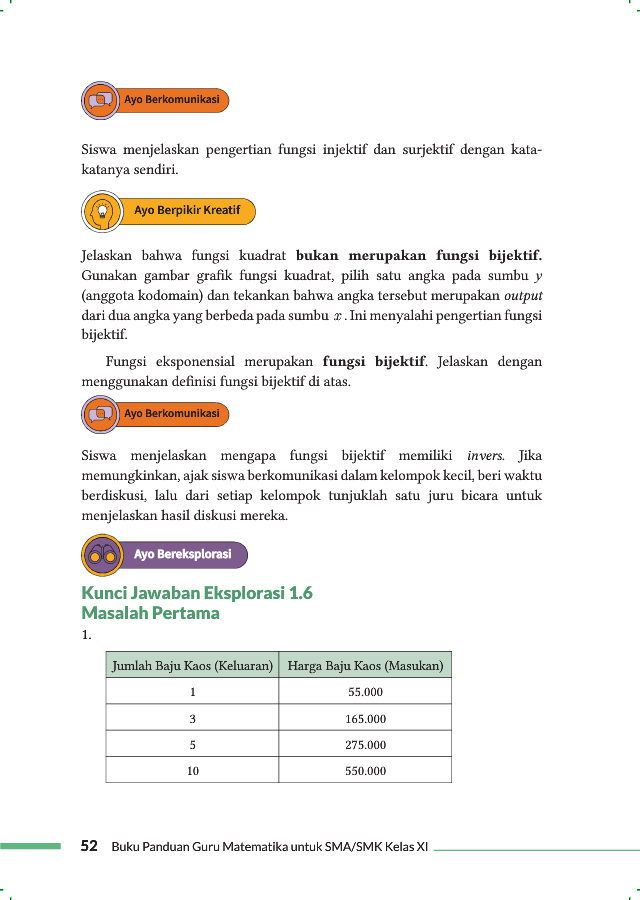 Ayo Berkomunikasi
Siswa menjelaskan pengertian fungsi injektif dan surjektif dengan kata-
katanya sendiri.
Ayo Berpikir Kreatif
Jelaskan bahwa fungsi kuadrat bukan merupakan fungsi bijektif.
Gunakan gambar grafik fungsi kuadrat, pilih satu angka pada sumbu y
(anggota kodomain) dan tekankan bahwa angka tersebut merupakan output
dari dua angka yang berbeda pada sumbu x . Ini menyalahi pengertian fungsi
bijektif.
Fungsi eksponensial merupakan fungsi bijektif. Jelaskan dengan
menggunakan definisi fungsi bijektif di atas.
Ayo Berkomunikasi
Siswa menjelaskan mengapa fungsi bijektif memiliki invers. Jika
memungkinkan, ajak siswa berkomunikasi dalam kelompok kecil, beri waktu
berdiskusi, lalu dari setiap kelompok tunjuklah satu juru bicara untuk
menjelaskan hasil diskusi mereka.
Ayo Bereksplorasi
Kunci Jawaban Eksplorasi 1.6
Masalah Pertama
1.
Jumlah Baju Kaos (Keluaran) Harga Baju Kaos (Masukan)
1 55.000
3 165.000
5 275.000
10 550.000
52 Buku Panduan Guru Matematika untuk SMA/SMK Kelas XI